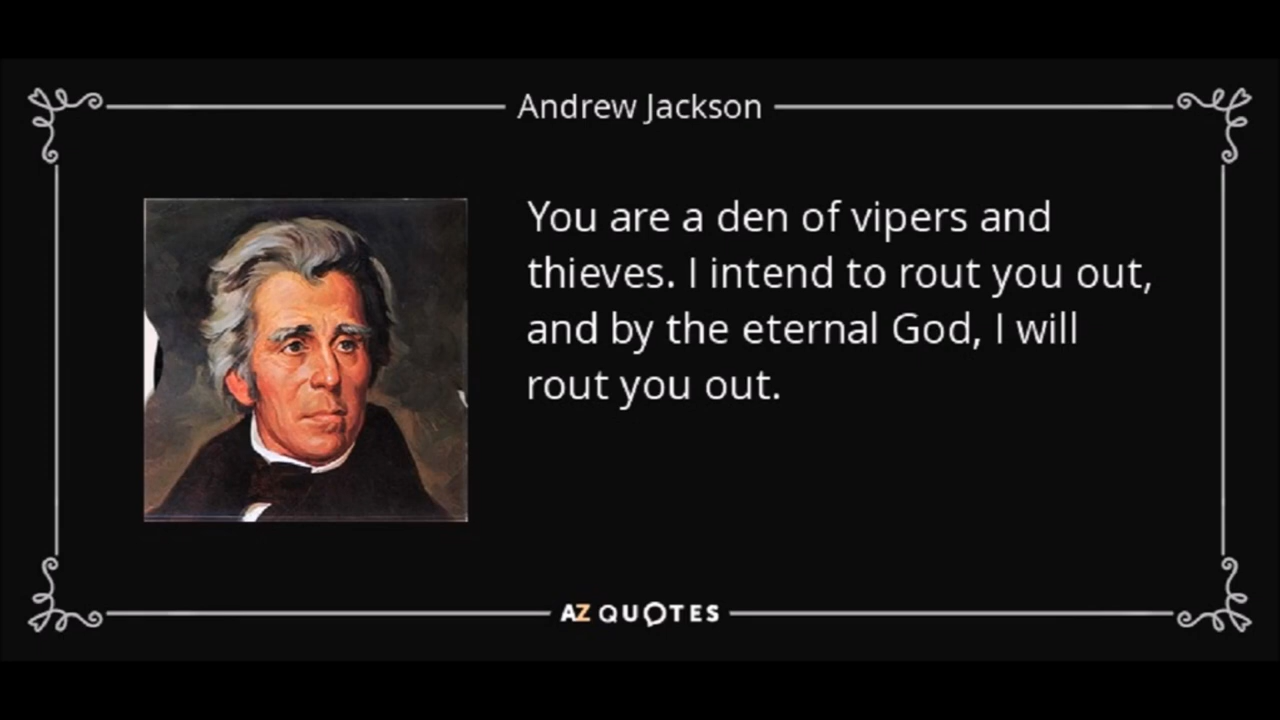 Andrew Jackson
You are a den of vipers and
thieves. I intend to rout you out,
and by the eternal God, I will
rout you out.
AZ QUOTES